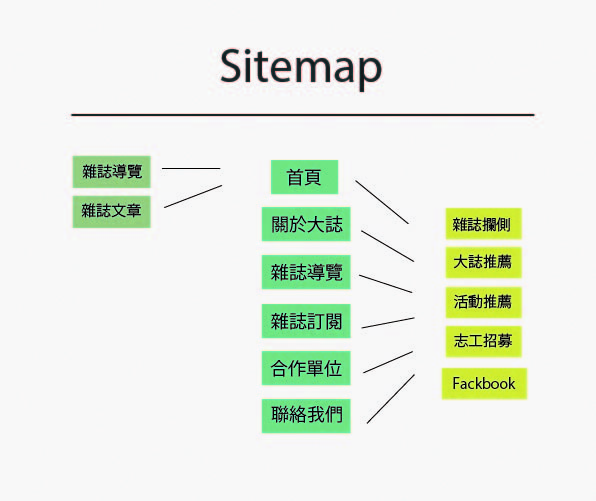 Sitemap
雜誌導覽
雜誌文章
首頁
關於大誌
雜誌導覽
雜誌訂閱
合作單位
聯絡我們
雜誌攔側
大誌推薦
活動推薦
志工招募
Fackbook